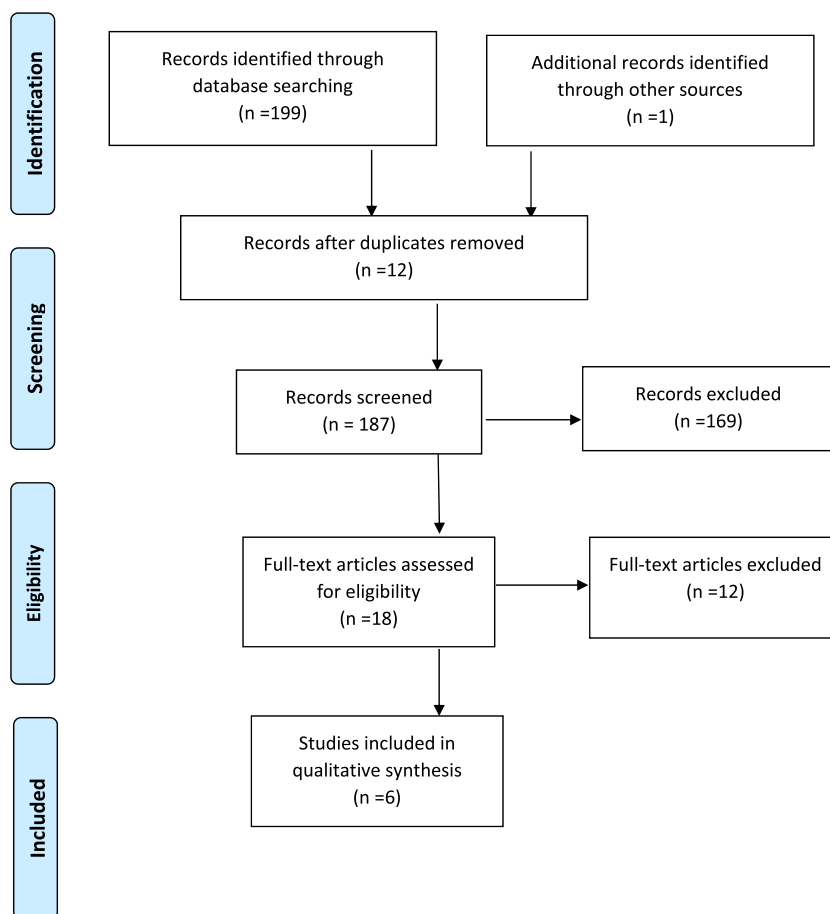 Identification
Records identified through
database searching
(n =199)
Additional records identified
through other sources
(n =1)
Records after duplicates removed
(n =12)
Screening
Records screened
(n = 187)
Records excluded
(n =169)
Eligibility
Full-text articles assessed
for eligibility
(n =18)
Full-text articles excluded
(n =12)
Included
Studies included in
qualitative synthesis
(n =6)